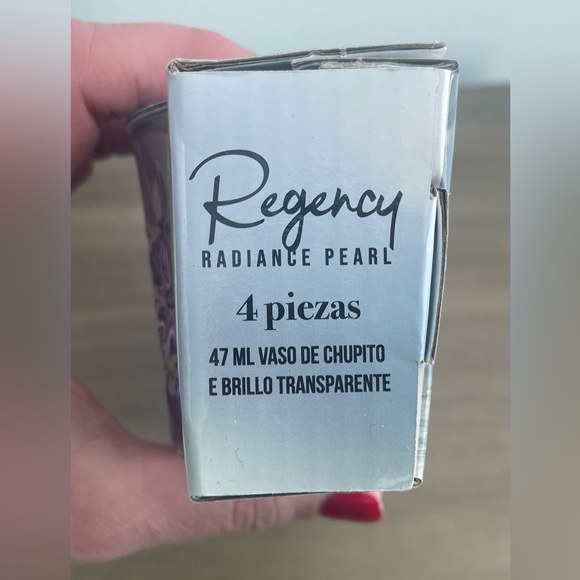 Regency
RADIANCE PEARL
4 piezas
47 ML VASO DE CHUPITO
E BRILLO TRANSPARENTE